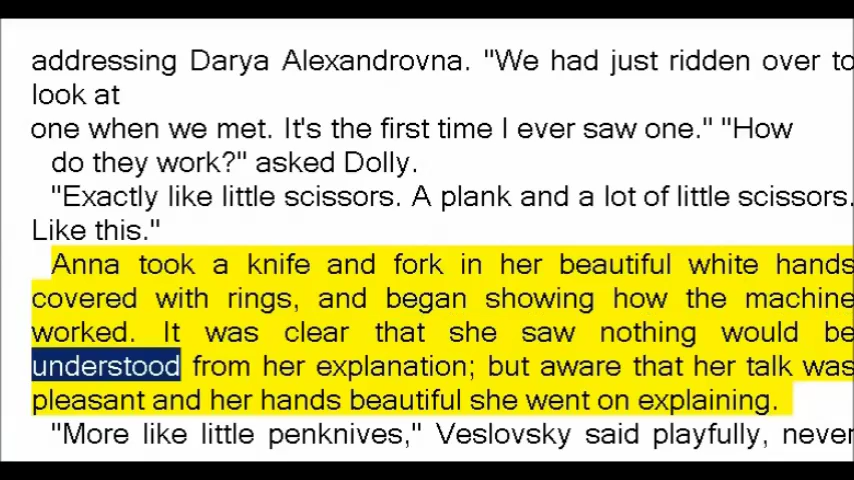 addressing Darya Alexandrovna. "We had just ridden over to
look at
one when we met. It's the first time I ever saw one." "How
do they work?" asked Dolly.
"Exactly like little scissors. A plank and a lot of little scissors.
Like this."
Anna took a knife and fork in her beautiful white hands
covered with rings, and began showing how the machine
worked. It was clear that she saw nothing would be
understood from her explanation; but aware that her talk was
pleasant and her hands beautiful she went on explaining.
"More like little penknives," Veslovsky said playfully, never